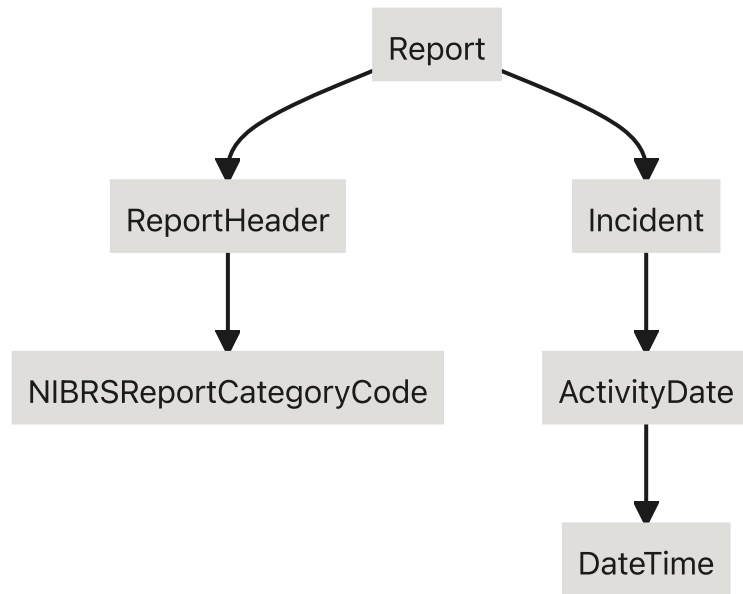 Report
ReportHeader
Incident
NIBRSReportCategoryCode
ActivityDate
DateTime